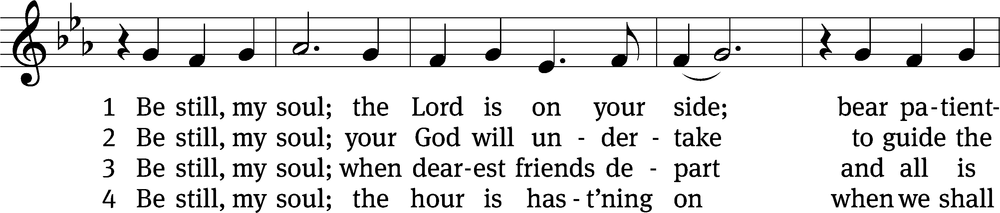 1 Be still, my soul; the Lord is on your side; bear pa-tient-
2 Be still, my soul; your God will un - der - take to guide the
3 Be still, my soul; when dear-est friends de - part and all is
4 Be still, my soul; the hour is has - t’ning on when we shall